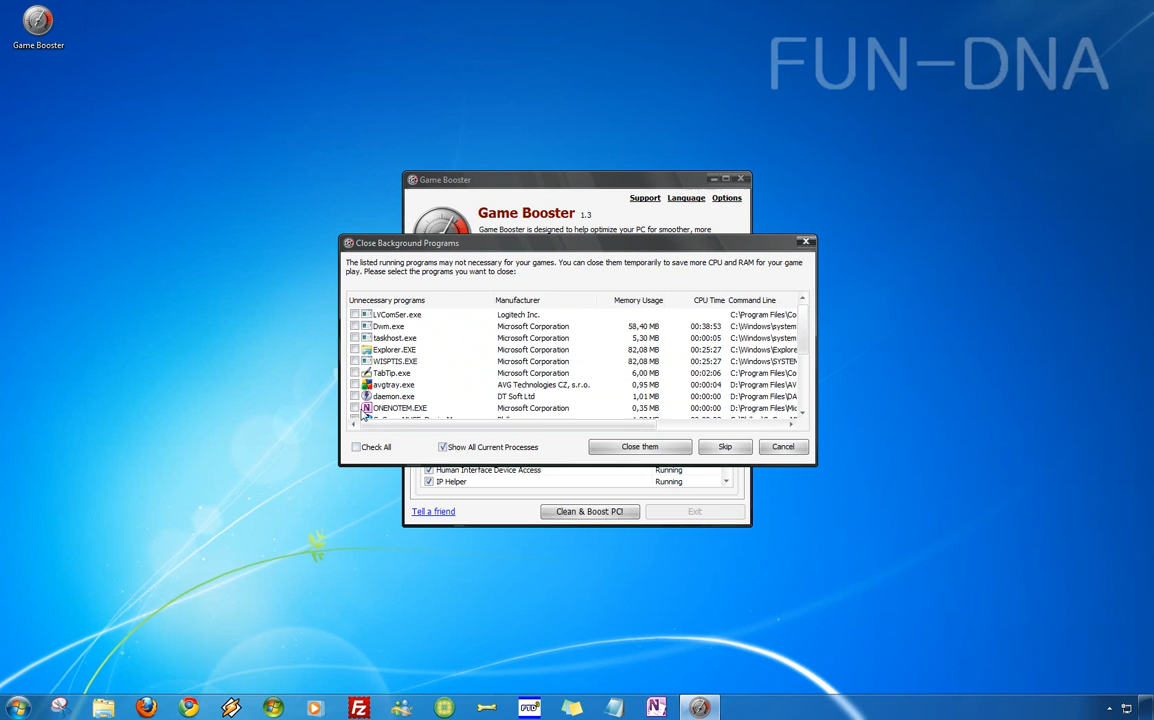 Game Booster
FUN-DNA
Game Booster
Support Language Options
Game Booster 1.3
Game Booster is designed to help optimize your PC for smoother, more
Close Background Programs
The listed running programs may not necessary for your games. You can close them temporarily to save more CPU and RAM for your game
play. Please select the programs you want to close:
Unnecessary programs Manufacturer Memory Usage CPU Time Command Line
LVComSer.exe Logitech Inc. C:\Program Files\Co
Dwm.exe Microsoft Corporation 58,40 MB 00:38:53 C:\Windows\system
taskhost.exe Microsoft Corporation 5,30 MB 00:00:05 C:\Windows\system
Explorer.EXE Microsoft Corporation 82,08 MB 00:25:27 C:\Windows\Explore
WISPTIS.EXE Microsoft Corporation 82,08 MB 00:25:27 C:\Windows\SYSTEM
TabTip.exe Microsoft Corporation 6,00 MB 00:02:06 C:\Program Files\Co
avgtray.exe AVG Technologies CZ, s.r.o. 0,95 MB 00:00:04 D:\Program Files\AV
daemon.exe DT Soft Ltd 1,01 MB 00:00:00 D:\Program Files\DA
ONENOTEM.EXE Microsoft Corporation 0,35 MB 00:00:00 D:\Program Files\Mic
Check All Show All Current Processes Close them Skip Cancel
Human Interface Device Access Running
IP Helper Running
Tell a friend Clean & Boost PC! Exit